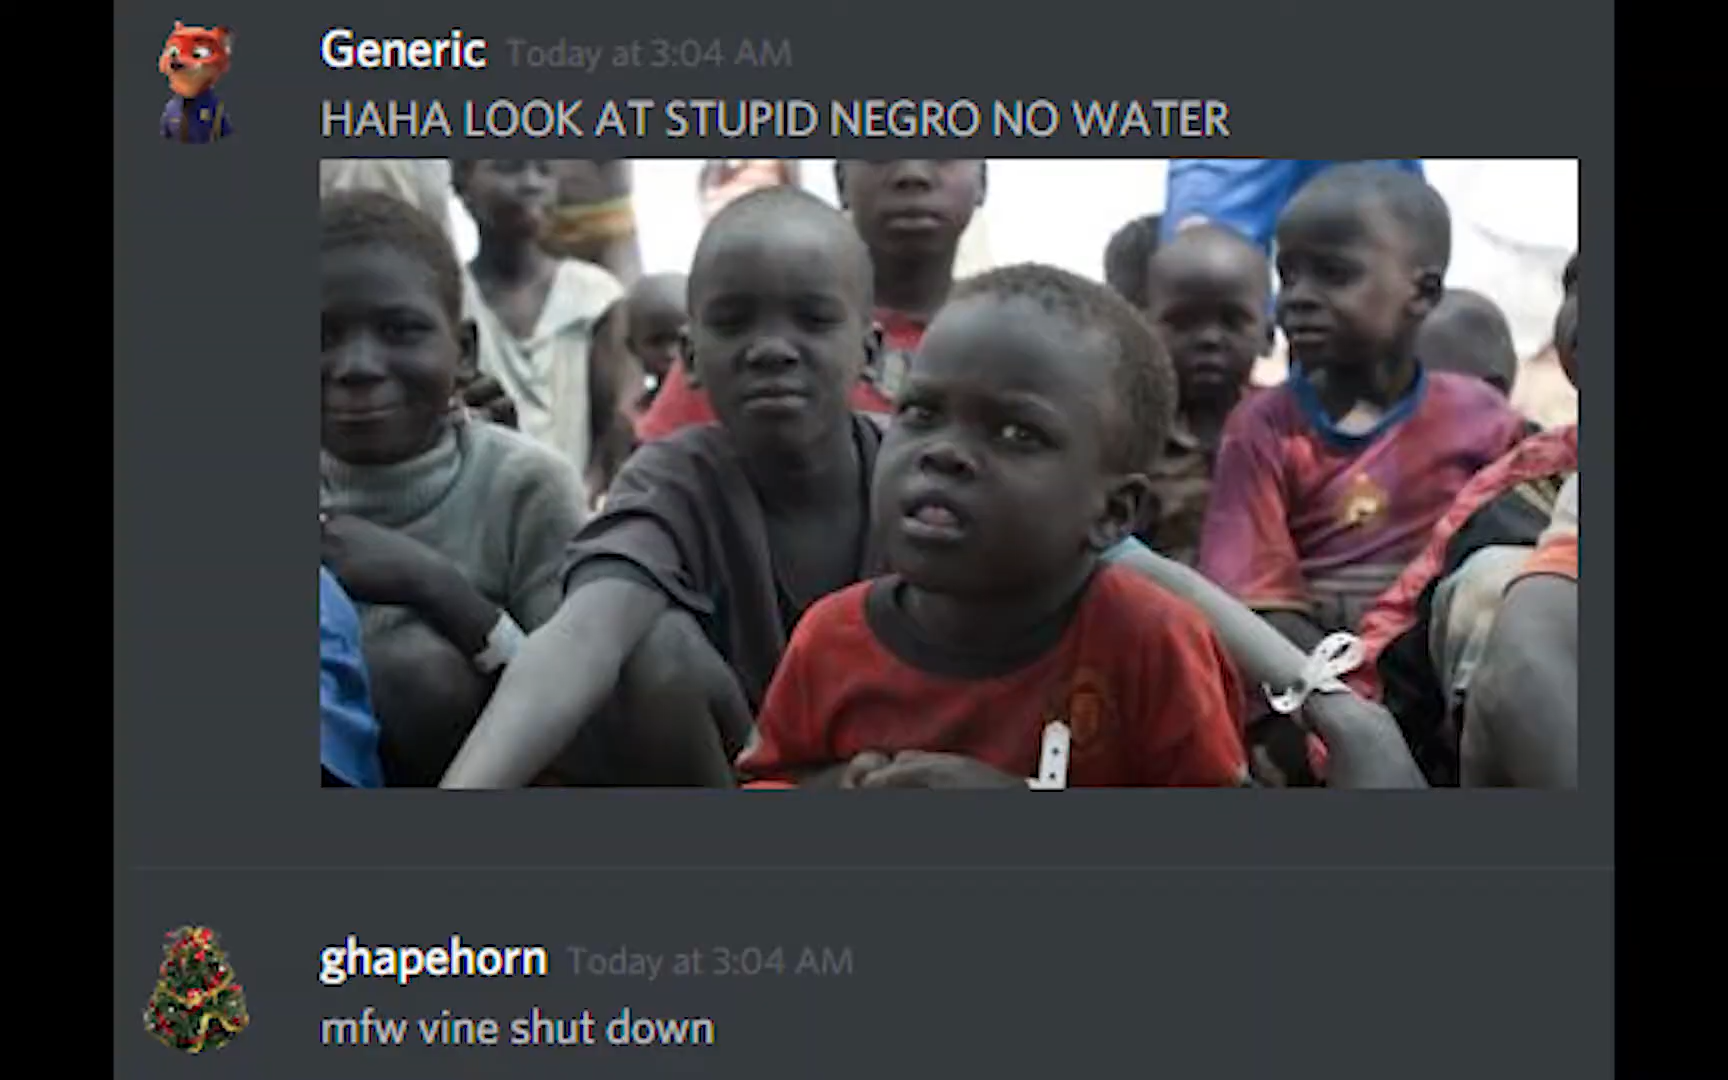 Generic Today at 3:04 AM
HAHA LOOK AT STUPID NEGRO NO WATER
ghapehorn Today at 3:04 AM
mfw vine shut down